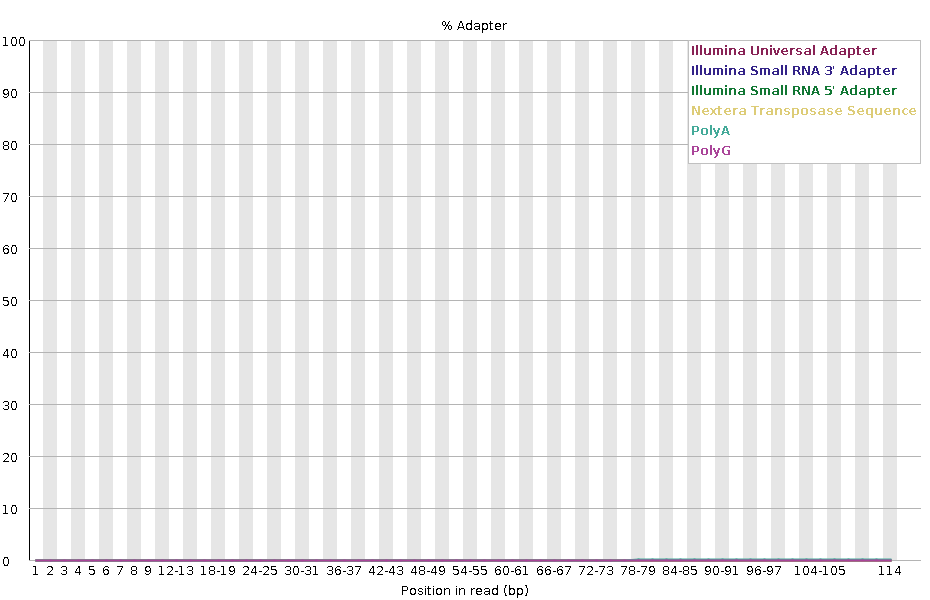 % Adapter
100
90
80
70
60
50
40
30
20
10
0
Illumina Universal Adapter
Illumina Small RNA 3' Adapter
Illumina Small RNA 5' Adapter
Nextera Transposase Sequence
PolyA
PolyG
1 2 3 4 5 6 7 8 9 12-13 18-19 24-25 30-31 36-37 42-43 48-49 54-55 60-61 66-67 72-73 78-79 84-85 90-91 96-97 104-105 114
Position in read (bp)